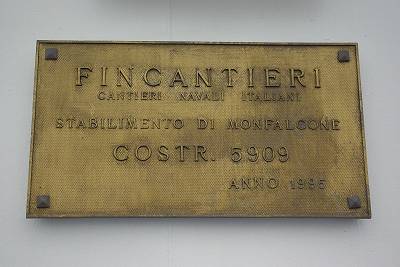 FINCANTIERI
CANTIERI NAVALI ITALIANI
STABILIMENTO DI MONFALCONE
COSTR. 5909
ANNO 1995